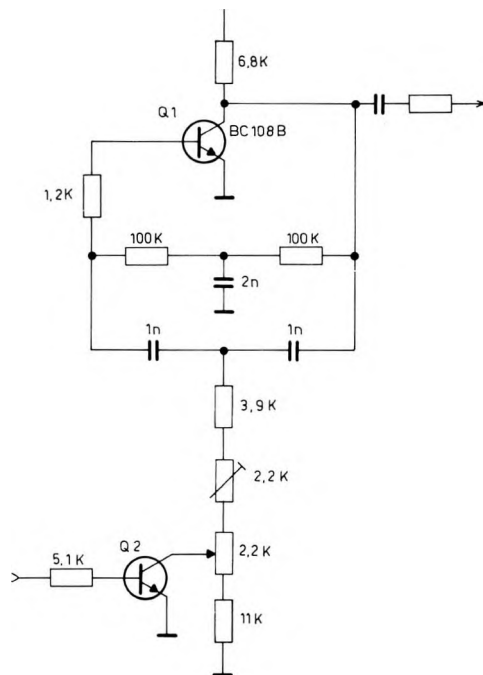 6,8K
Q1
BC108B
1,2K
100K
100K
2n
1n
1n
3,9K
2,2K
Q2
5,1K
2,2K
11K